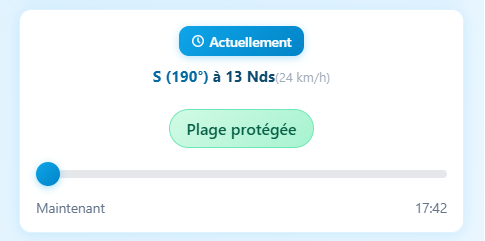 Actuellement
S (190°) à 13 Nds(24 km/h)
Plage protégée
Maintenant 17:42